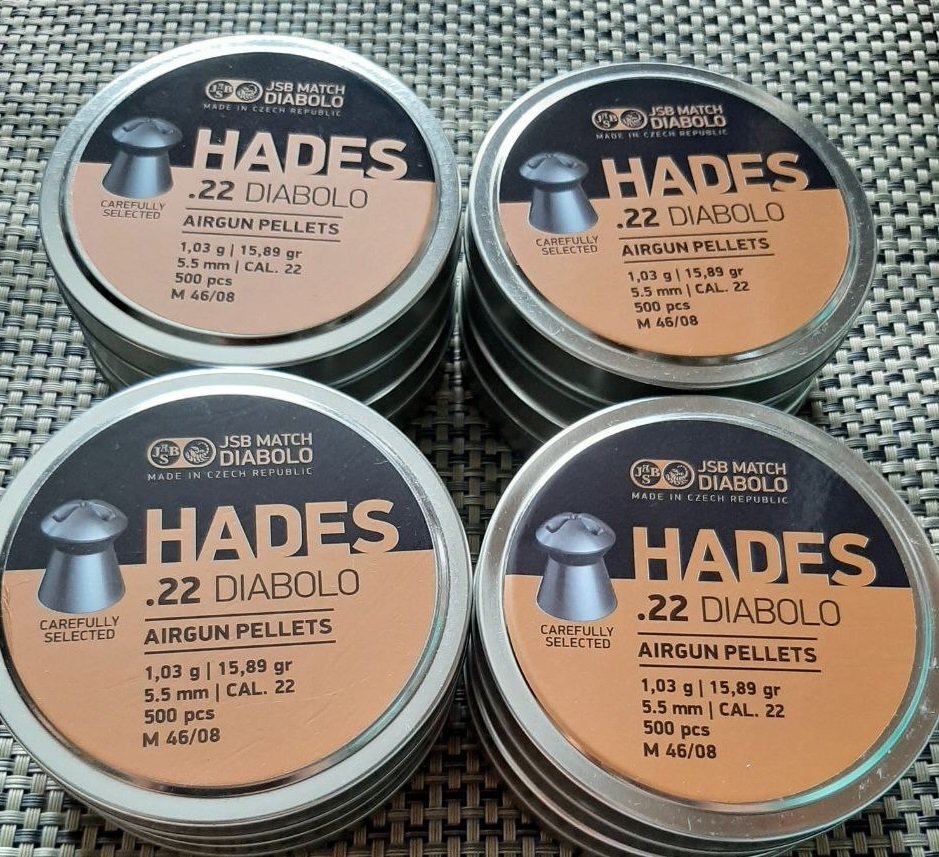 JSB JSB MATCH
DIABOLO
MADE IN CZECH REPUBLIC
HADES
.22 DIABOLO
CAREFULLY
SELECTED
AIRGUN PELLETS
1,03 g | 15,89 gr
5.5 mm | CAL. 22
500 pcs
M 46/08
JSB JSB MATCH
DIABOLO
MADE IN CZECH REPUBLIC
HADES
.22 DIABOLO
CAREFULLY
SELECTED
AIRGUN PELLETS
1,03 g | 15,89 gr
5.5 mm | CAL. 22
500 pcs
M 46/08
JSB JSB MATCH
DIABOLO
MADE IN CZECH REPUBLIC
HADES
.22 DIABOLO
CAREFULLY
SELECTED
AIRGUN PELLETS
1,03 g | 15,89 gr
5.5 mm | CAL. 22
500 pcs
M 46/08
JSB JSB MATCH
DIABOLO
MADE IN CZECH REPUBLIC
HADES
.22 DIABOLO
CAREFULLY
SELECTED
AIRGUN PELLETS
1,03 g | 15,89 gr
5.5 mm | CAL. 22
500 pcs
M 46/08